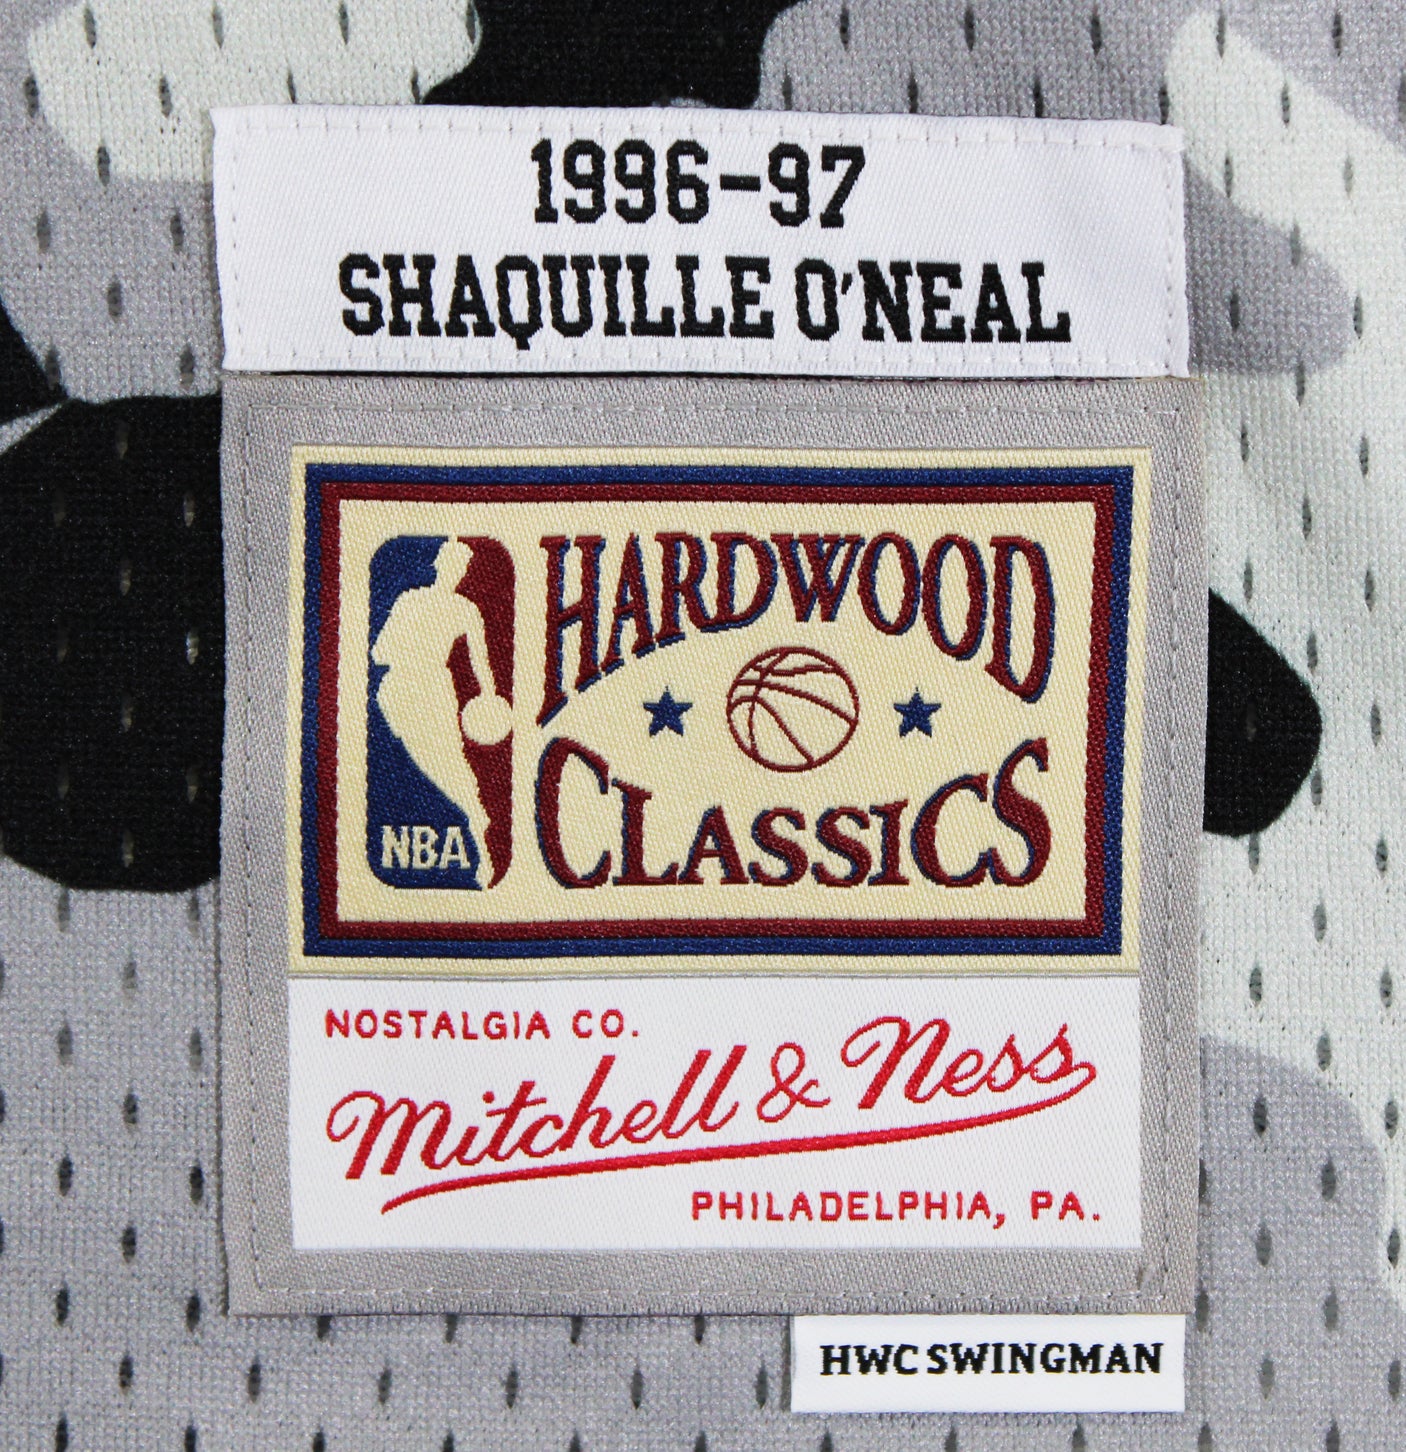 1996-97
SHAQUILLE O'NEAL
HARDWOOD
CLASSICS
NBA
NOSTALGIA CO.
Mitchell & Ness
PHILADELPHIA, PA.
HWC SWINGMAN